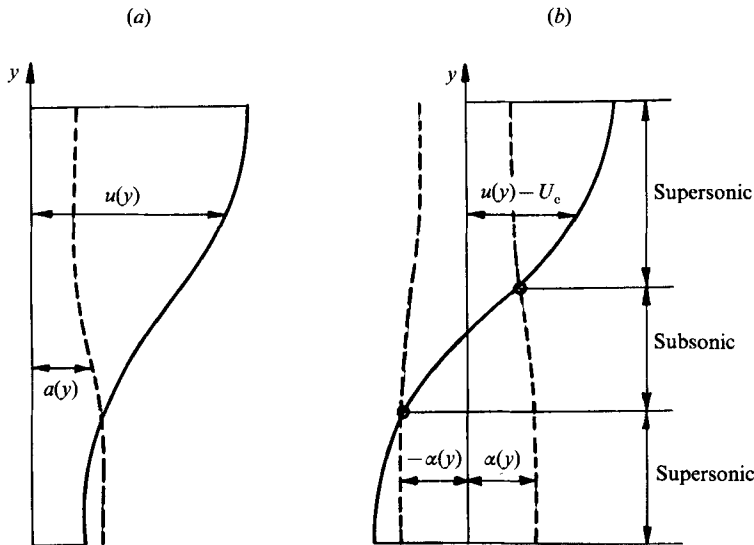 (a)
(b)
y
y
u(y)
u(y) – U_c
Supersonic
Subsonic
a(y)
–α(y)
α(y)
Supersonic